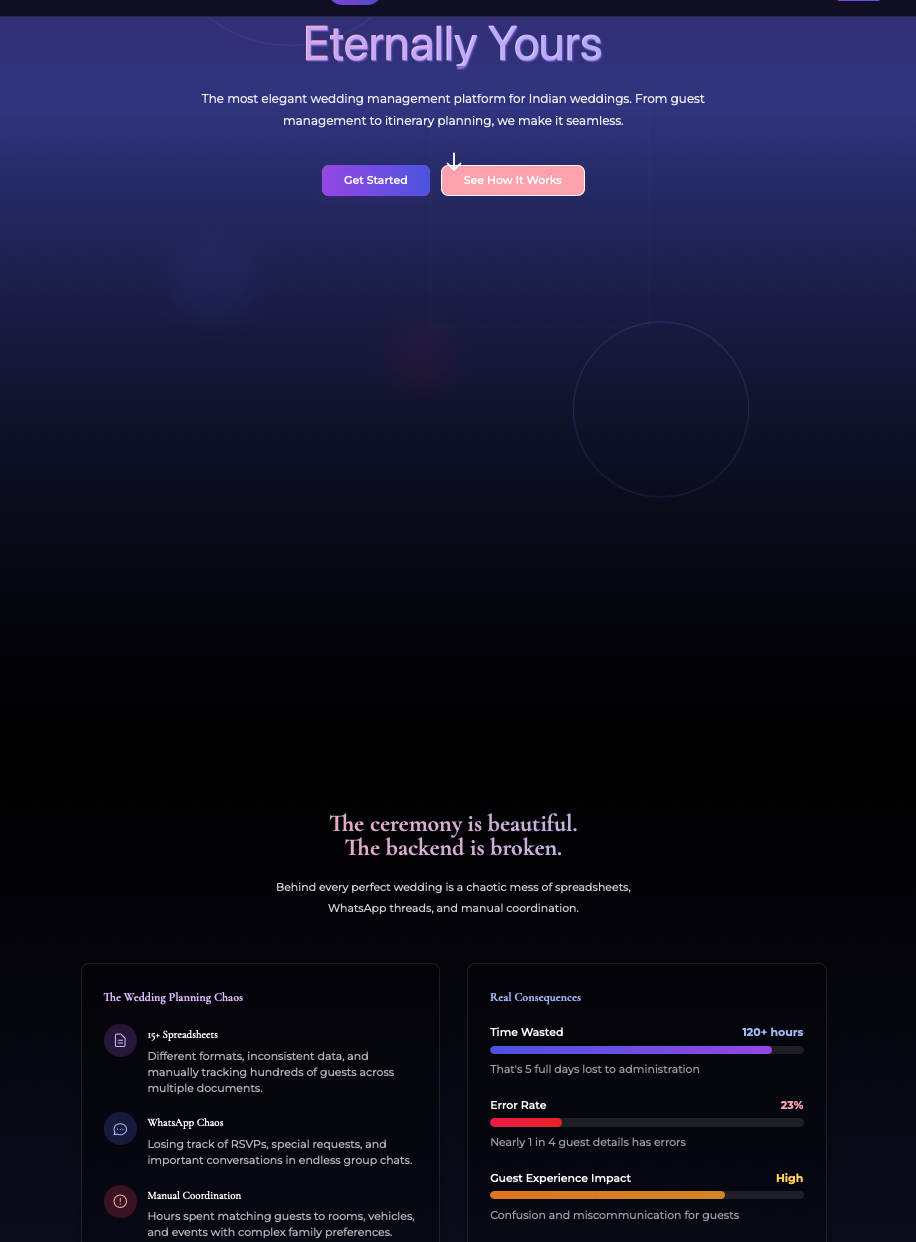 Eternally Yours
The most elegant wedding management platform for Indian weddings. From guest
management to itinerary planning, we make it seamless.
Get Started
See How It Works
The ceremony is beautiful.
The backend is broken.
Behind every perfect wedding is a chaotic mess of spreadsheets,
WhatsApp threads, and manual coordination.
The Wedding Planning Chaos
15+ Spreadsheets
Different formats, inconsistent data, and
manually tracking hundreds of guests across
multiple documents.
WhatsApp Chaos
Losing track of RSVPs, special requests, and
important conversations in endless group chats.
Manual Coordination
Hours spent matching guests to rooms, vehicles,
and events with complex family preferences.
Real Consequences
Time Wasted 120+ hours
That's 5 full days lost to administration
Error Rate 23%
Nearly 1 in 4 guest details has errors
Guest Experience Impact High
Confusion and miscommunication for guests